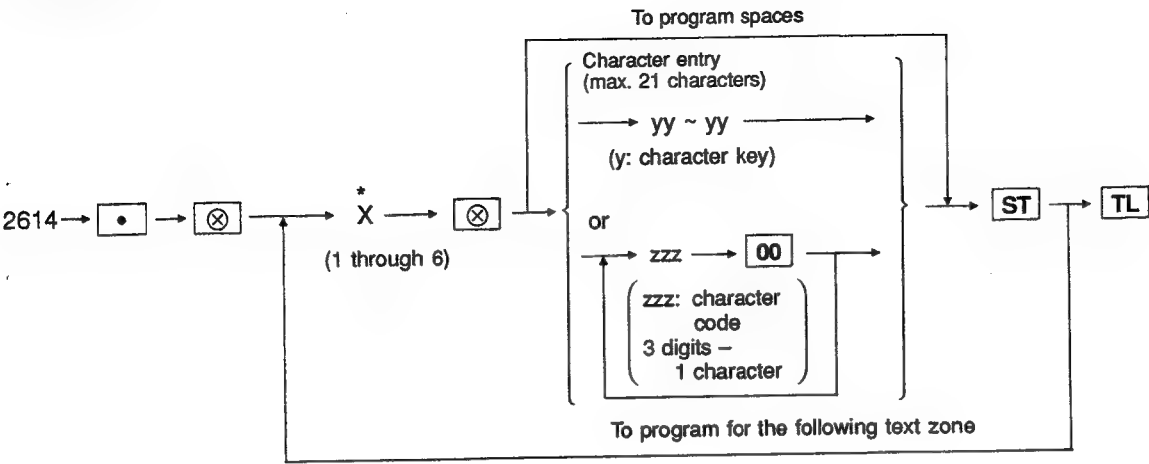 To program spaces
Character entry
(max. 21 characters)
yy ~ yy
(y: character key)
2614 → • → ⊗ → * X → ⊗
(1 through 6)
or
zzz → 00
zzz: character
code
3 digits –
1 character
ST → TL
To program for the following text zone